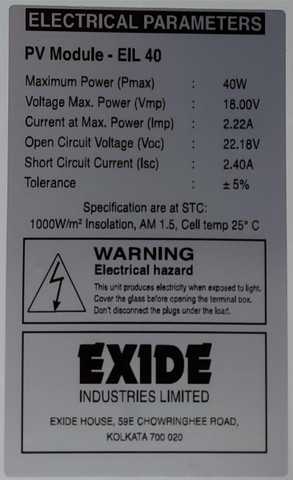 ELECTRICAL PARAMETERS
PV Module - EIL 40
Maximum Power (Pmax) : 40W
Voltage Max. Power (Vmp) : 18.00V
Current at Max. Power (Imp) : 2.22A
Open Circuit Voltage (Voc) : 22.18V
Short Circuit Current (Isc) : 2.40A
Tolerance : ± 5%
Specification are at STC:
1000W/m² Insolation, AM 1.5, Cell temp 25° C
WARNING
Electrical hazard
This unit produces electricity when exposed to light.
Cover the glass before opening the terminal box.
Don't disconnect the plugs under the load.
EXIDE
INDUSTRIES LIMITED
EXIDE HOUSE, 59E CHOWRINGHEE ROAD,
KOLKATA 700 020